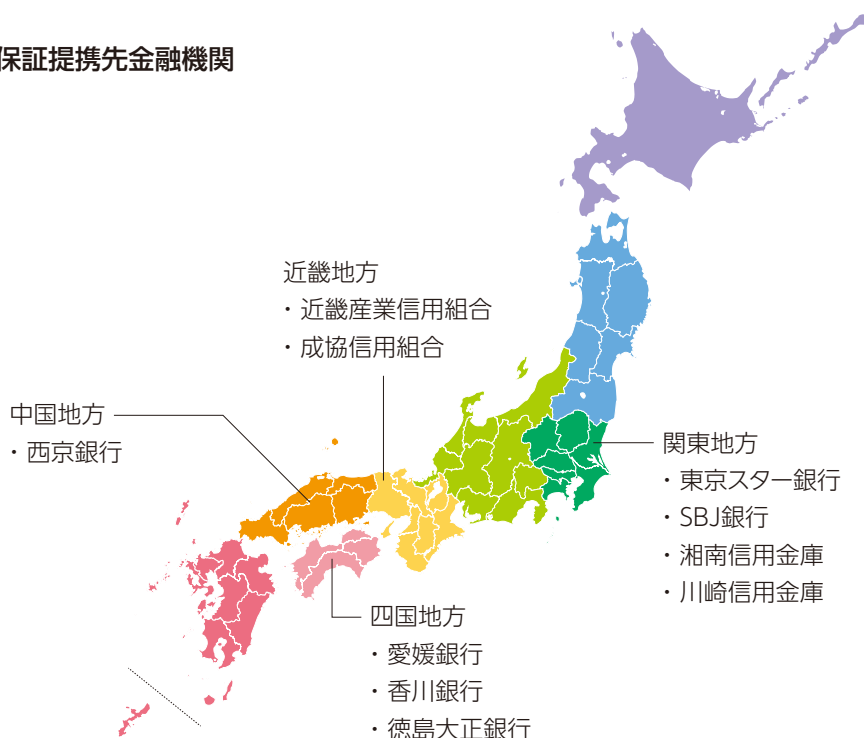 保証提携先金融機関
近畿地方
・近畿産業信用組合
・成協信用組合
中国地方
・西京銀行
関東地方
・東京スター銀行
・SBJ銀行
・湘南信用金庫
・川崎信用金庫
四国地方
・愛媛銀行
・香川銀行
・徳島大正銀行